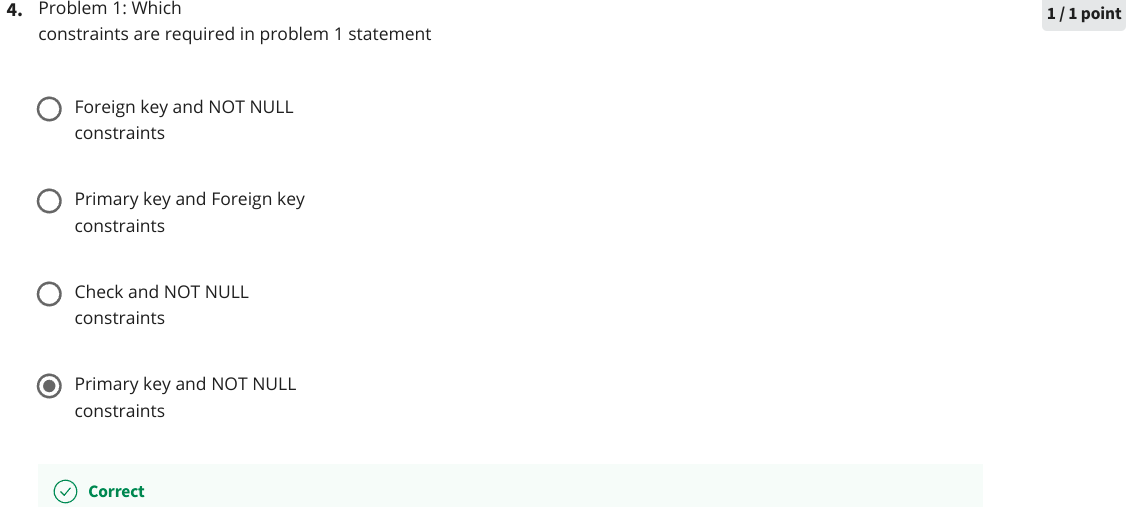 4. Problem 1: Which
1 / 1 point
constraints are required in problem 1 statement
Foreign key and NOT NULL
constraints
Primary key and Foreign key
constraints
Check and NOT NULL
constraints
Primary key and NOT NULL
constraints
Correct